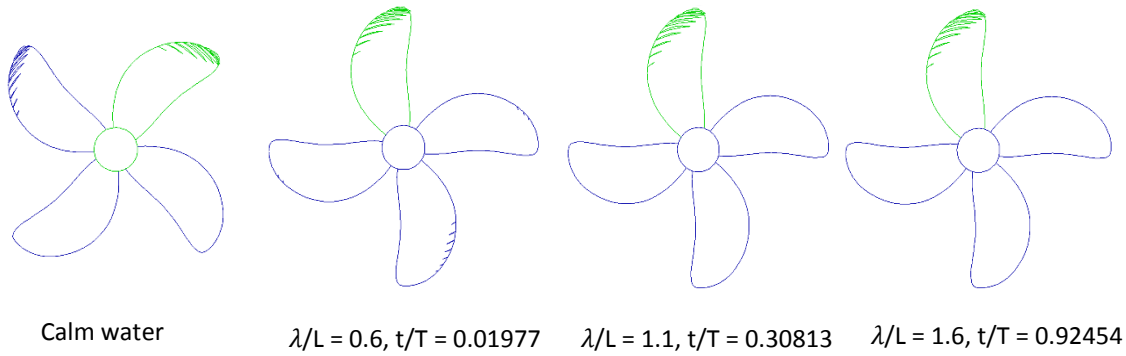 Calm water
λ/L = 0.6, t/T = 0.01977
λ/L = 1.1, t/T = 0.30813
λ/L = 1.6, t/T = 0.92454